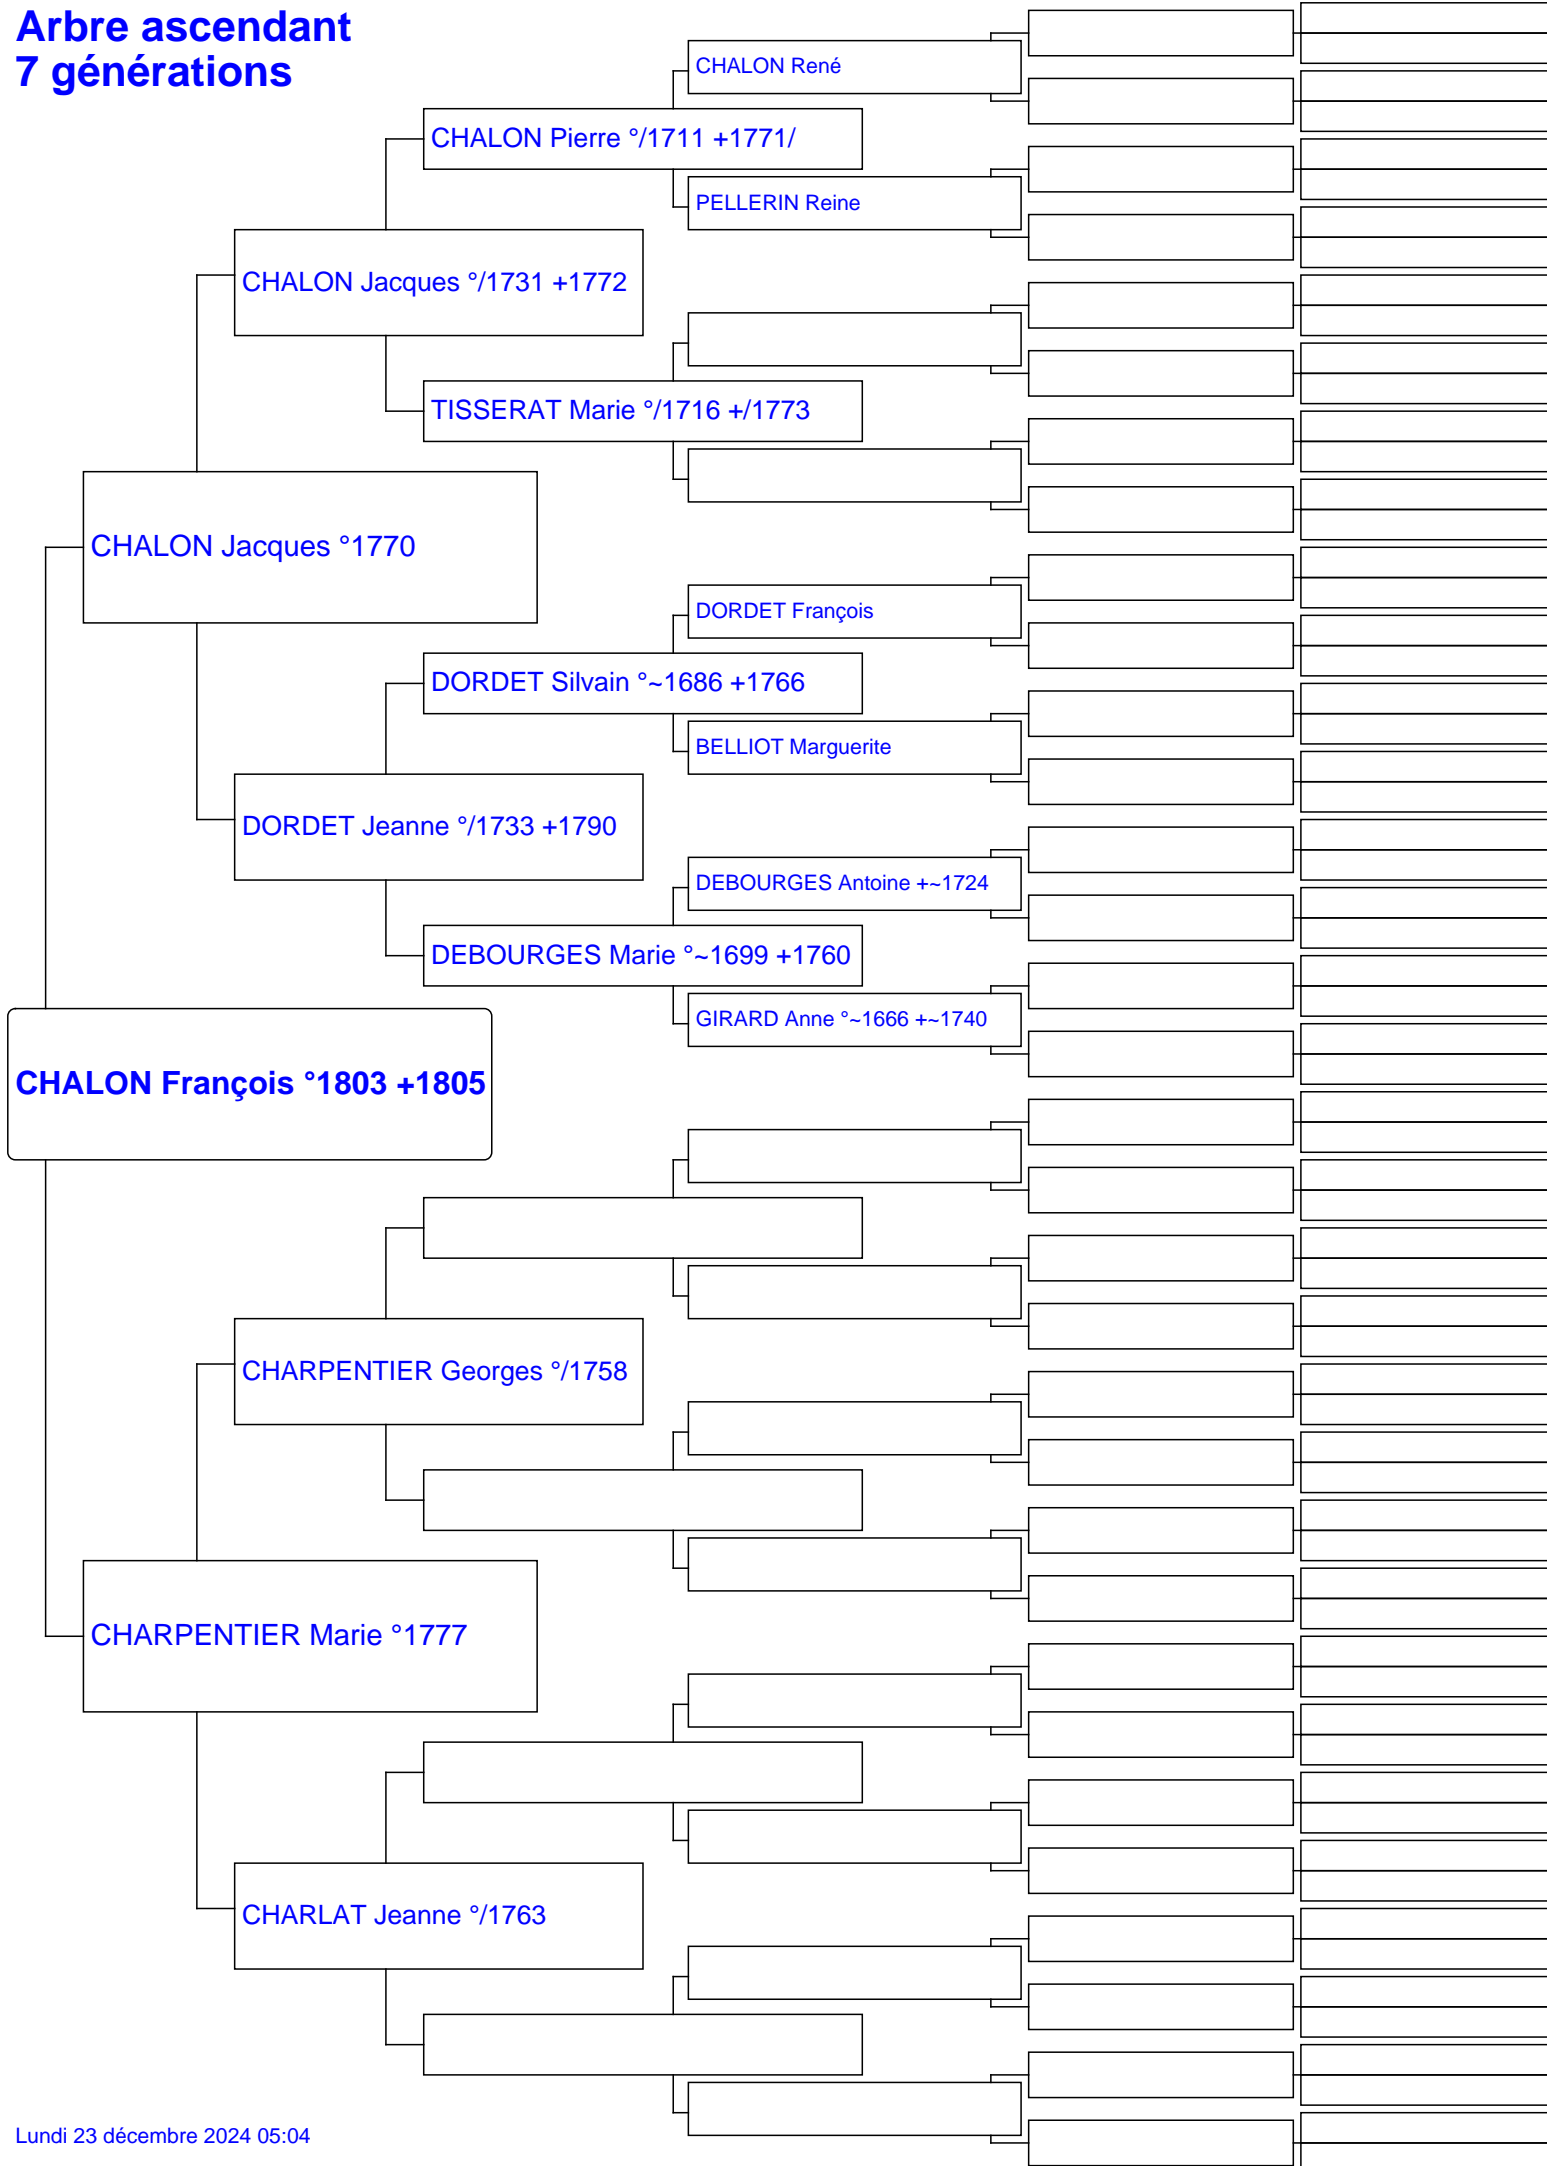 Arbre ascendant
7 générations
CHALON René
CHALON Pierre °/1711 +1771/
PELLERIN Reine
CHALON Jacques °/1731 +1772
TISSERAT Marie °/1716 +/1773
CHALON Jacques °1770
DORDET François
DORDET Silvain °~1686 +1766
BELLIOT Marguerite
DORDET Jeanne °/1733 +1790
DEBOURGES Antoine +~1724
DEBOURGES Marie °~1699 +1760
GIRARD Anne °~1666 +~1740
CHALON François °1803 +1805
CHARPENTIER Georges °/1758
CHARPENTIER Marie °1777
CHARLAT Jeanne °/1763
Lundi 23 décembre 2024 05:04